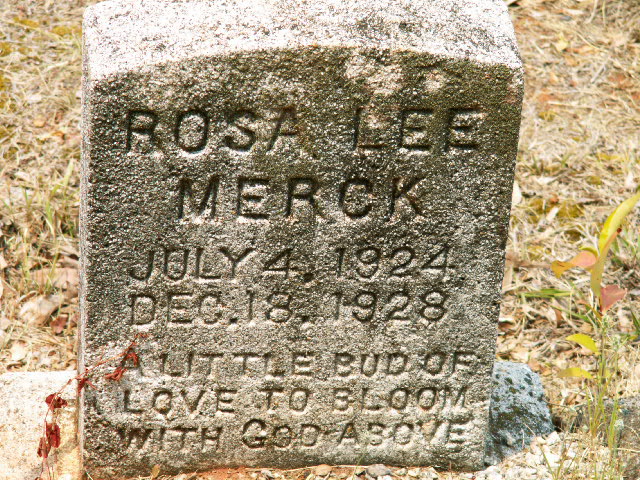 ROSA LEE
MERCK
JULY 4, 1924
DEC. 18, 1928
A LITTLE BUD OF
LOVE TO BLOOM
WITH GOD ABOVE